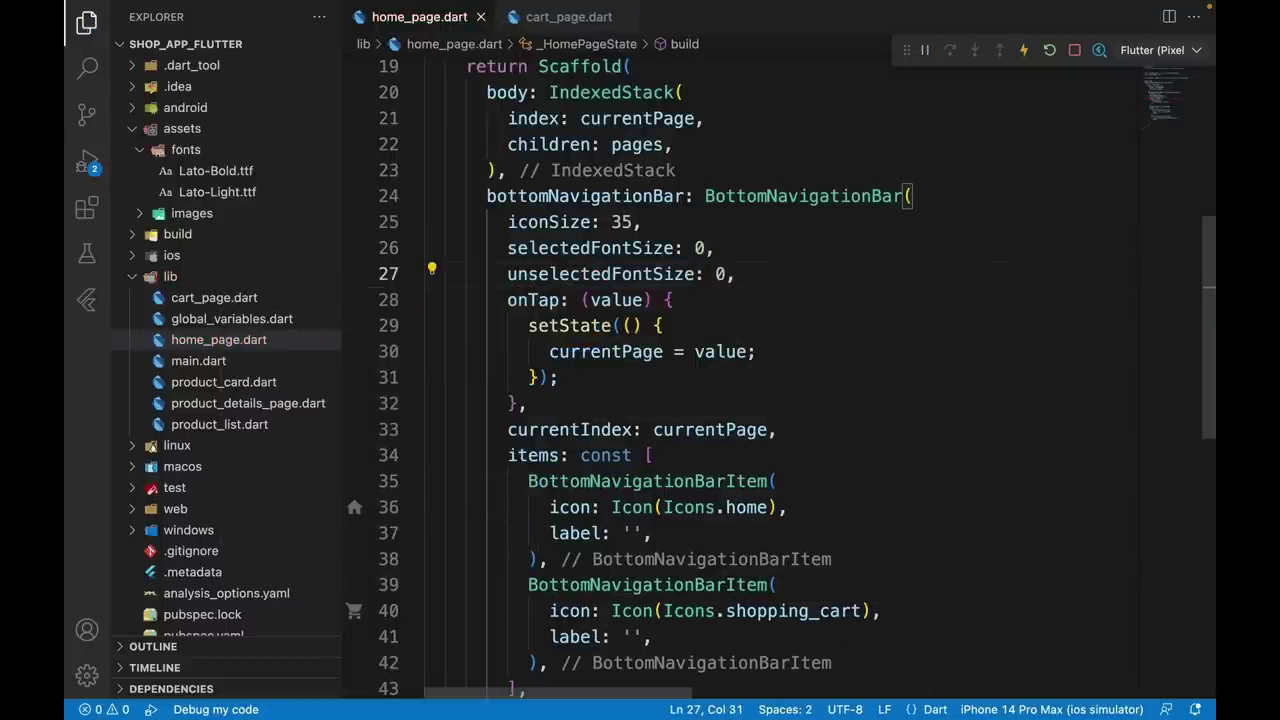 EXPLORER
SHOP_APP_FLUTTER
.dart_tool
.idea
android
assets
fonts
Lato-Bold.ttf
Lato-Light.ttf
images
build
ios
lib
cart_page.dart
global_variables.dart
home_page.dart
main.dart
product_card.dart
product_details_page.dart
product_list.dart
linux
macos
test
web
windows
.gitignore
.metadata
analysis_options.yaml
pubspec.lock
pubspec.yaml
OUTLINE
TIMELINE
DEPENDENCIES
2
home_page.dart
cart_page.dart
lib > home_page.dart > _HomePageState > build
Flutter (Pixel
19 return Scaffold(
20 body: IndexedStack(
21 index: currentPage,
22 children: pages,
23 ), // IndexedStack
24 bottomNavigationBar: BottomNavigationBar(
25 iconSize: 35,
26 selectedFontSize: 0,
27 unselectedFontSize: 0,
28 onTap: (value) {
29 setState(() {
30 currentPage = value;
31 });
32 },
33 currentIndex: currentPage,
34 items: const [
35 BottomNavigationBarItem(
36 icon: Icon(Icons.home),
37 label: '',
38 ), // BottomNavigationBarItem
39 BottomNavigationBarItem(
40 icon: Icon(Icons.shopping_cart),
41 label: '',
42 ), // BottomNavigationBarItem
43 ],
0 0 Debug my code Ln 27, Col 31 Spaces: 2 UTF-8 LF {} Dart iPhone 14 Pro Max (ios simulator)